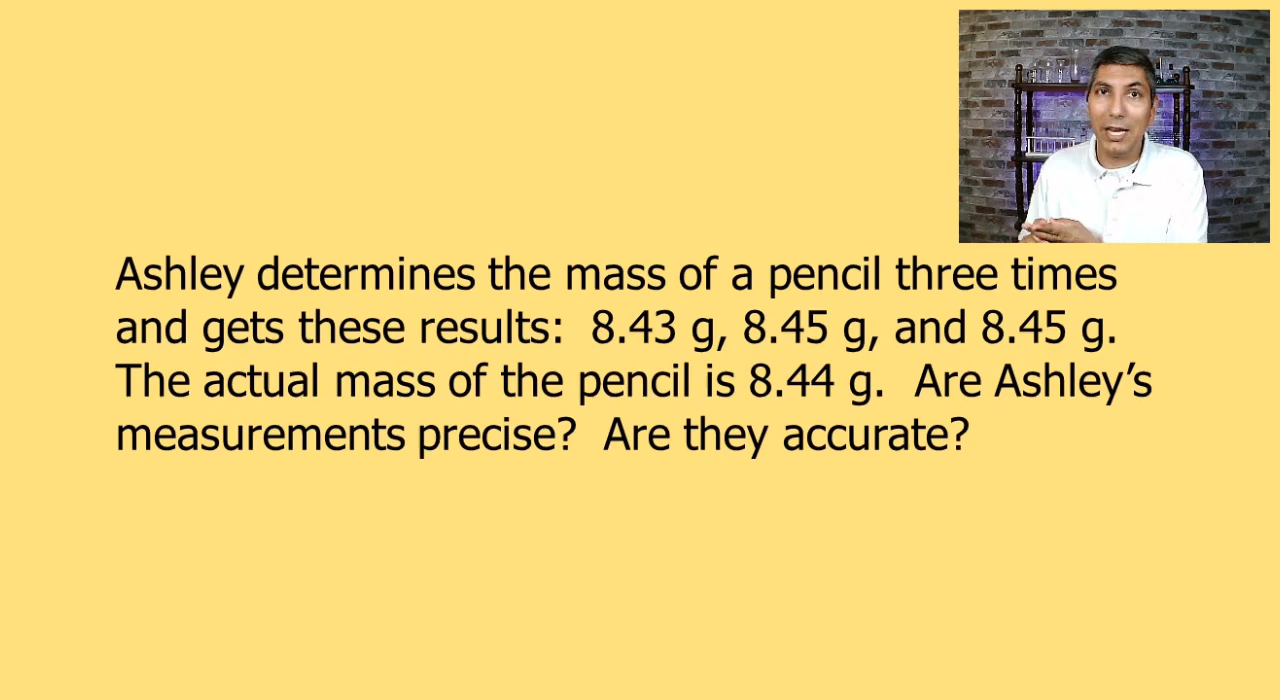 Ashley determines the mass of a pencil three times
and gets these results:  8.43 g, 8.45 g, and 8.45 g.
The actual mass of the pencil is 8.44 g.  Are Ashley’s
measurements precise?  Are they accurate?